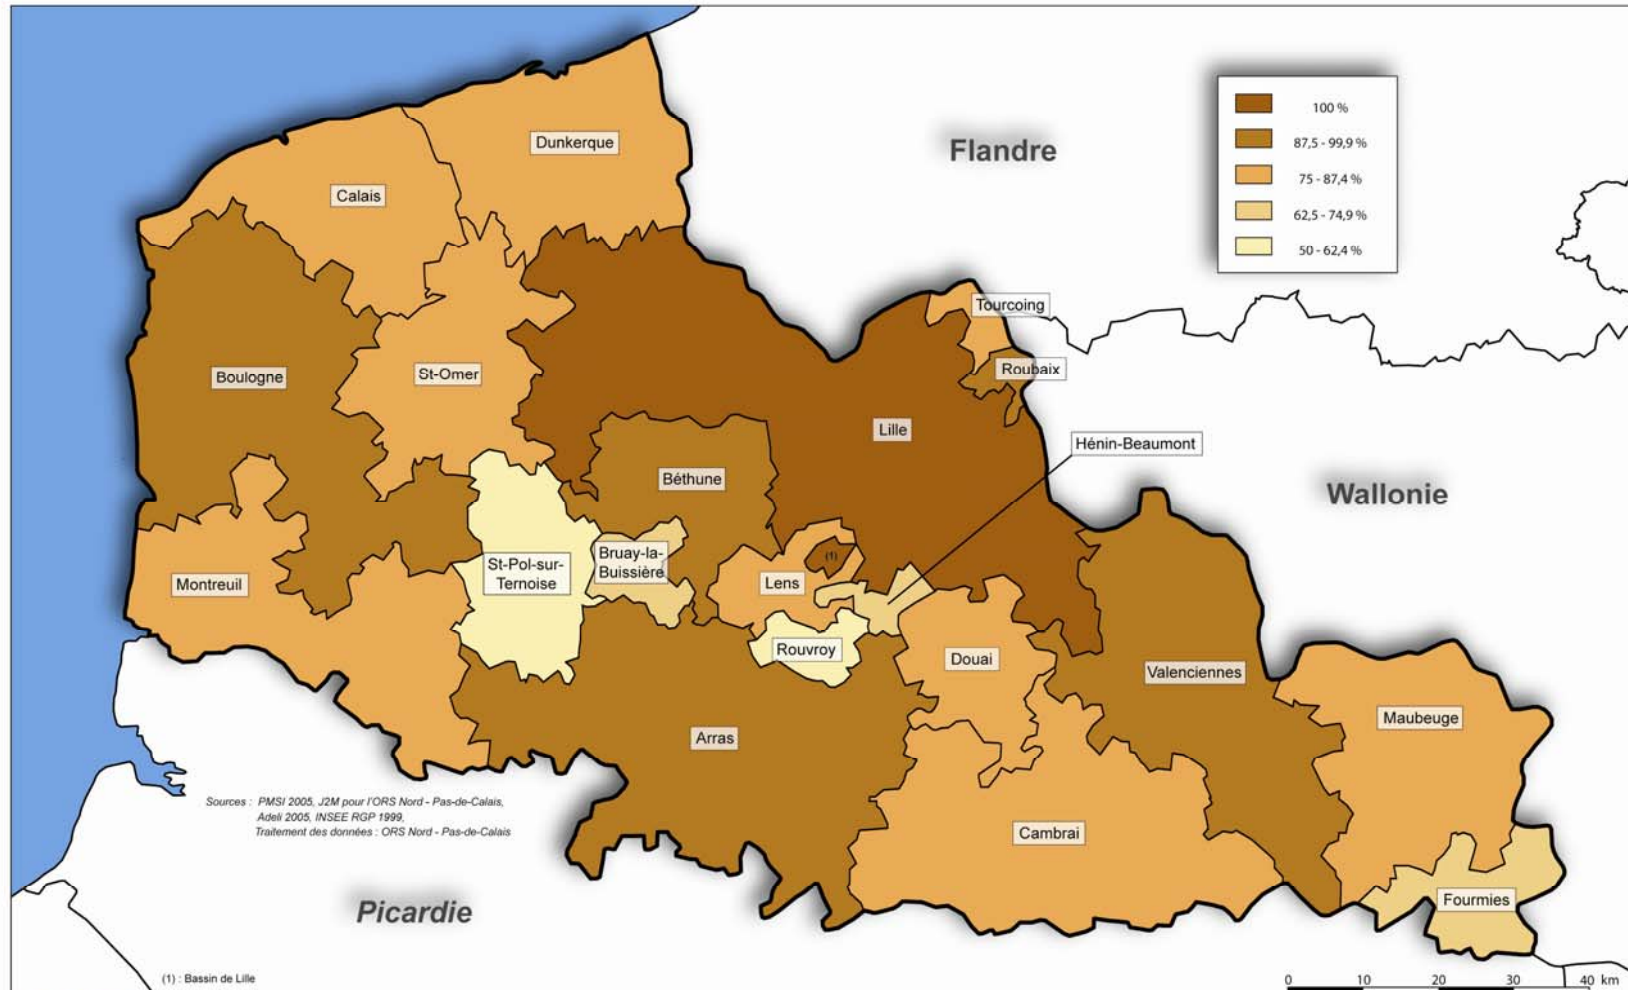 100 %
87,5 - 99,9 %
75 - 87,4 %
62,5 - 74,9 %
50 - 62,4 %
Flandre
Dunkerque
Calais
Tourcoing
Roubaix
Boulogne
St-Omer
Lille
Hénin-Beaumont
Béthune
Wallonie
Bruay-la-
Buissière
(1)
St-Pol-sur-
Ternoise
Montreuil
Lens
Rouvroy
Douai
Valenciennes
Maubeuge
Arras
Sources : PMSI 2005, J2M pour l'ORS Nord - Pas-de-Calais,
Adeli 2005, INSEE RGP 1999,
Traitement des données : ORS Nord - Pas-de-Calais
Cambrai
Fourmies
Picardie
(1) : Bassin de Lille
0 10 20 30 40 km